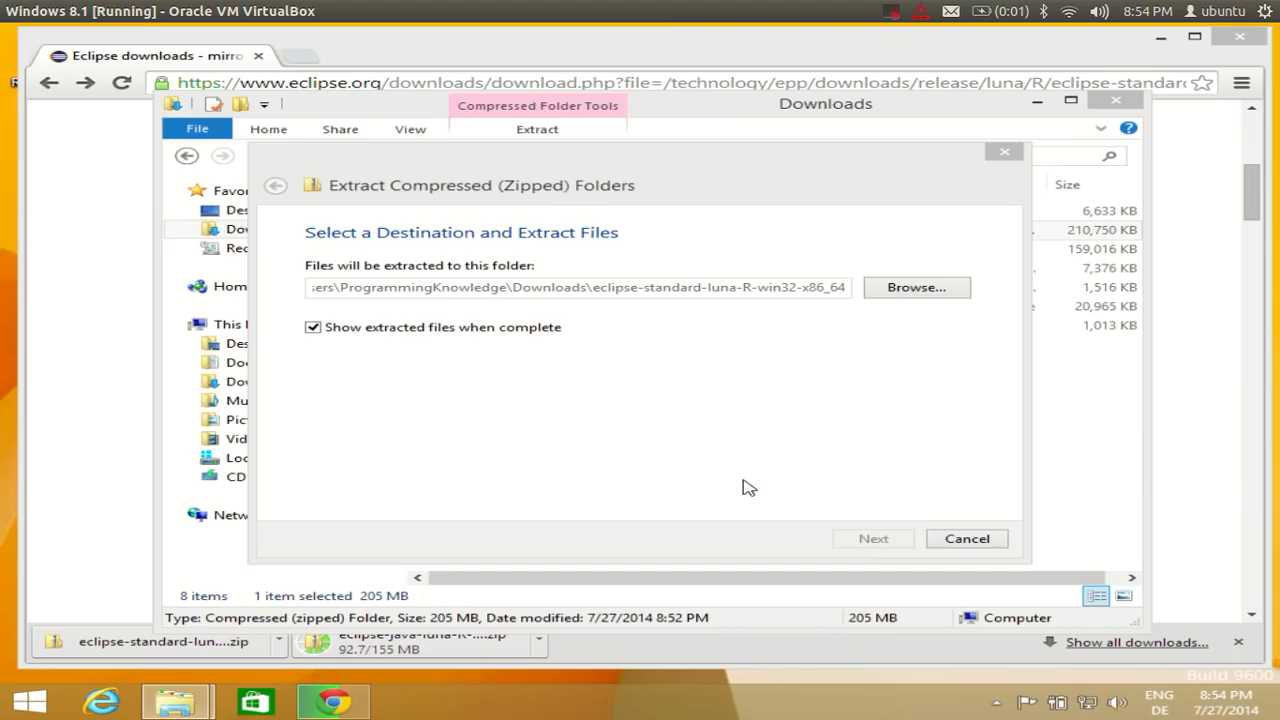 Windows 8.1 [Running] - Oracle VM VirtualBox
(0:01)
8:54 PM
ubuntu
Eclipse downloads - mirro
https://www.eclipse.org/downloads/download.php?file=/technology/epp/downloads/release/luna/R/eclipse-standard-
Compressed Folder Tools
Downloads
File
Home
Share
View
Extract
Extract Compressed (Zipped) Folders
Select a Destination and Extract Files
Files will be extracted to this folder:
ers\ProgrammingKnowledge\Downloads\eclipse-standard-luna-R-win32-x86_64
Browse...
Show extracted files when complete
Next
Cancel
Favor
Des
Dov
Rec
Home
This
Des
Doc
Dov
Mu
Pic
Vid
Loc
CD
Netw
Size
6,633 KB
210,750 KB
159,016 KB
7,376 KB
1,516 KB
20,965 KB
1,013 KB
8 items
1 item selected 205 MB
Type: Compressed (zipped) Folder, Size: 205 MB, Date modified: 7/27/2014 8:52 PM
205 MB
Computer
eclipse-standard-lun....zip
eclipse-java-luna-R-....zip
92.7/155 MB
Show all downloads...
Build 9600
ENG
DE
8:54 PM
7/27/2014